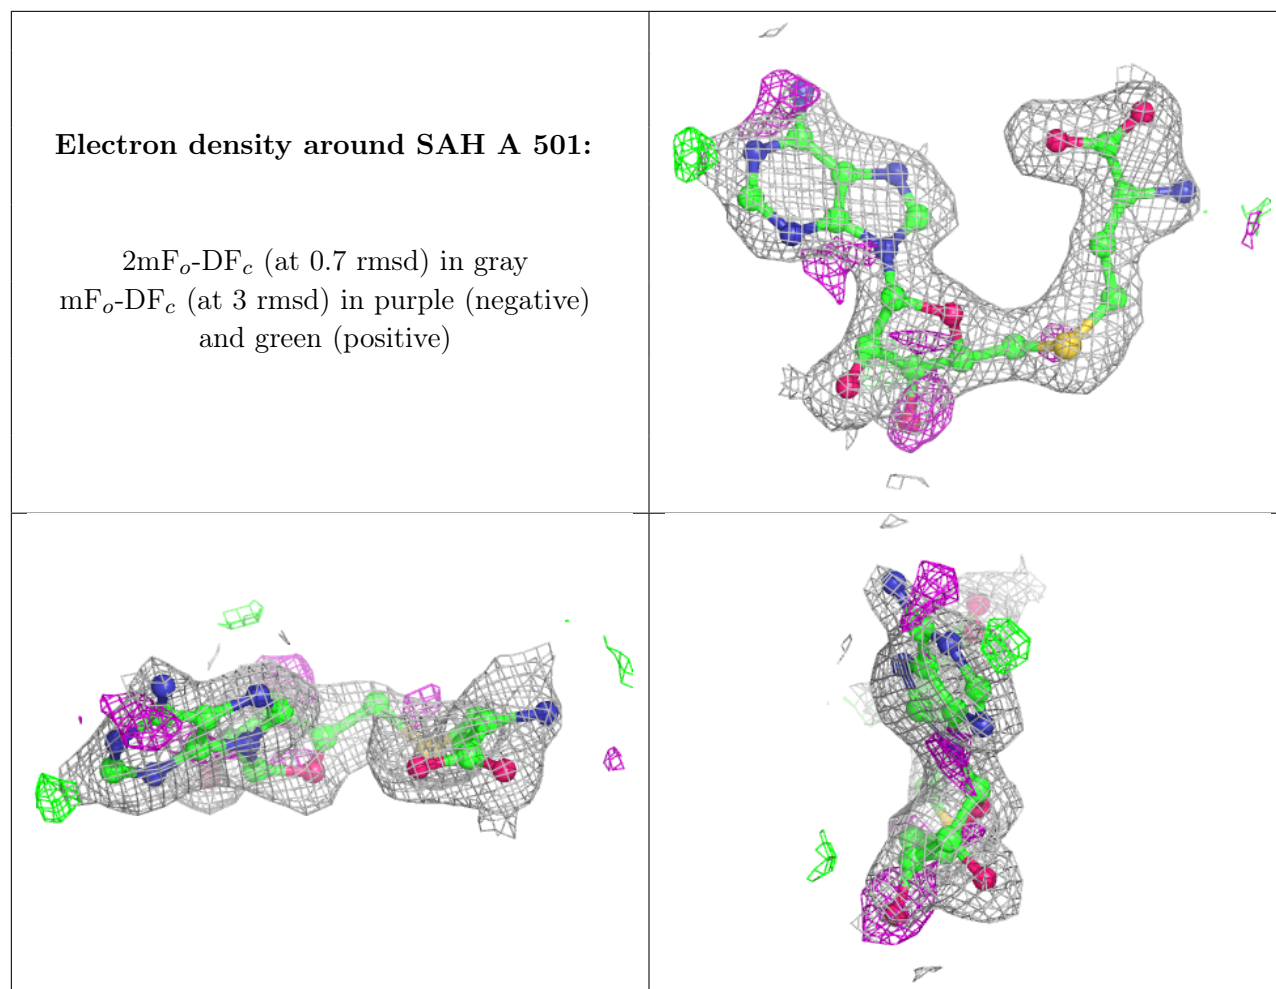 Electron density around SAH A 501:
2mFo-DFc (at 0.7 rmsd) in gray
mFo-DFc (at 3 rmsd) in purple (negative)
and green (positive)